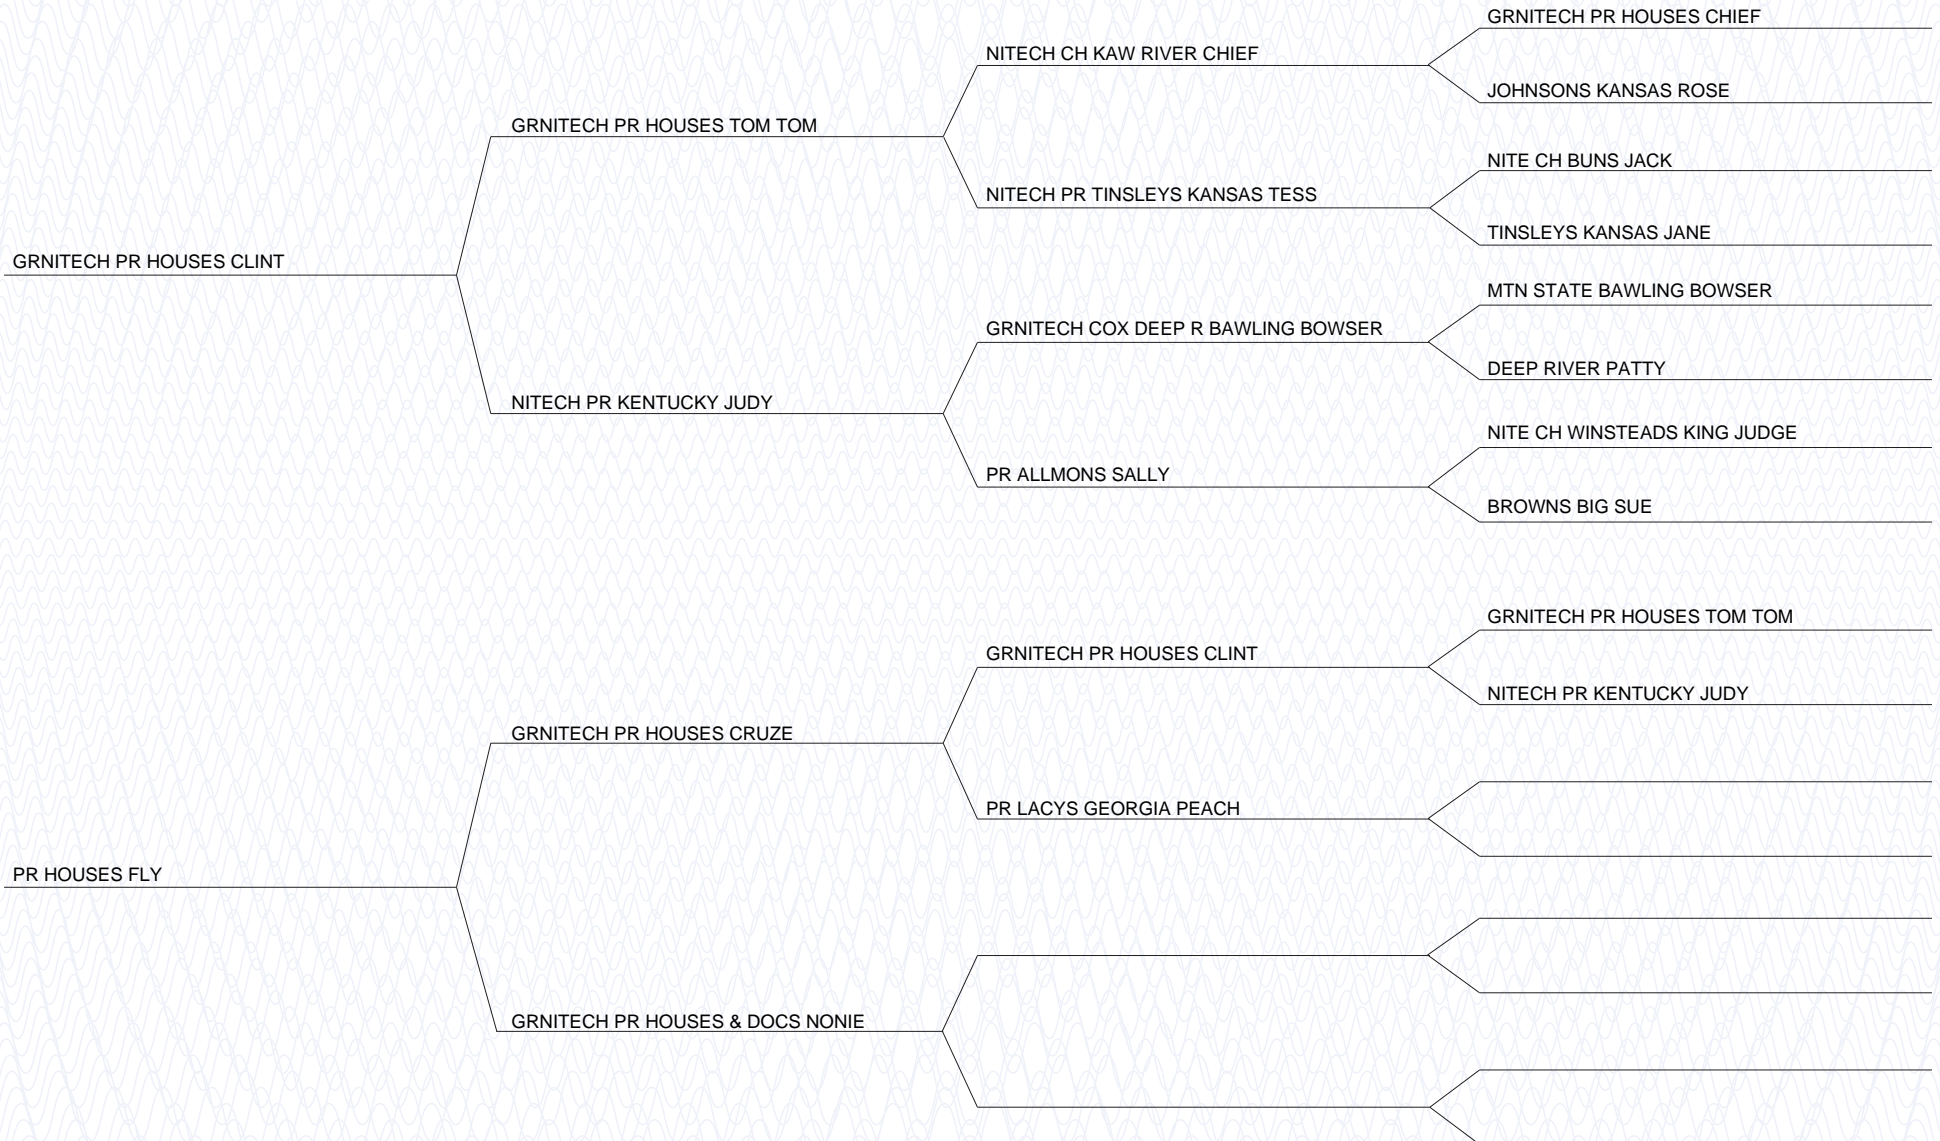 GRNITECH PR HOUSES CHIEF
NITECH CH KAW RIVER CHIEF
JOHNSONS KANSAS ROSE
GRNITECH PR HOUSES TOM TOM
NITE CH BUNS JACK
NITECH PR TINSLEYS KANSAS TESS
TINSLEYS KANSAS JANE
GRNITECH PR HOUSES CLINT
MTN STATE BAWLING BOWSER
GRNITECH COX DEEP R BAWLING BOWSER
DEEP RIVER PATTY
NITECH PR KENTUCKY JUDY
NITE CH WINSTEADS KING JUDGE
PR ALLMONS SALLY
BROWNS BIG SUE
GRNITECH PR HOUSES TOM TOM
GRNITECH PR HOUSES CLINT
NITECH PR KENTUCKY JUDY
GRNITECH PR HOUSES CRUZE
PR LACYS GEORGIA PEACH
PR HOUSES FLY
GRNITECH PR HOUSES & DOCS NONIE